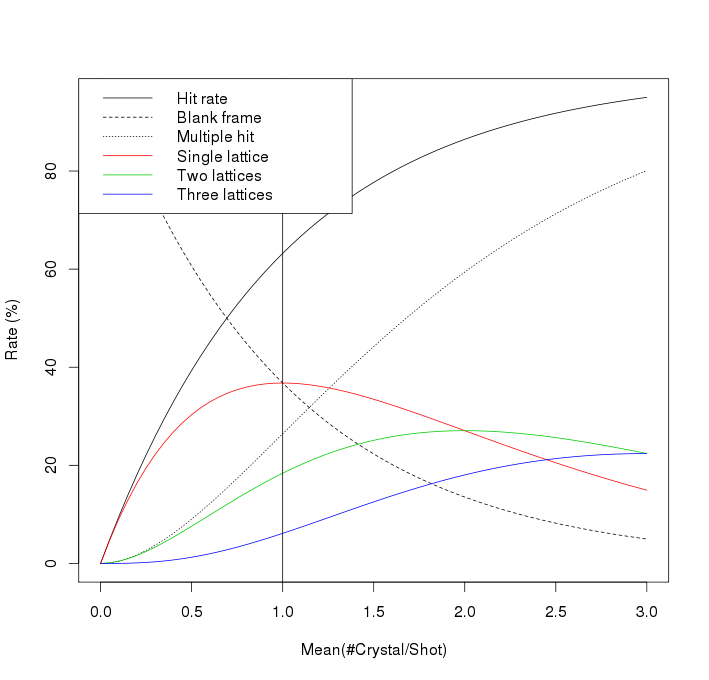 Hit rate
Blank frame
Multiple hit
Single lattice
Two lattices
Three lattices
Rate (%)
80
60
40
20
0
0.0 0.5 1.0 1.5 2.0 2.5 3.0
Mean(#Crystal/Shot)